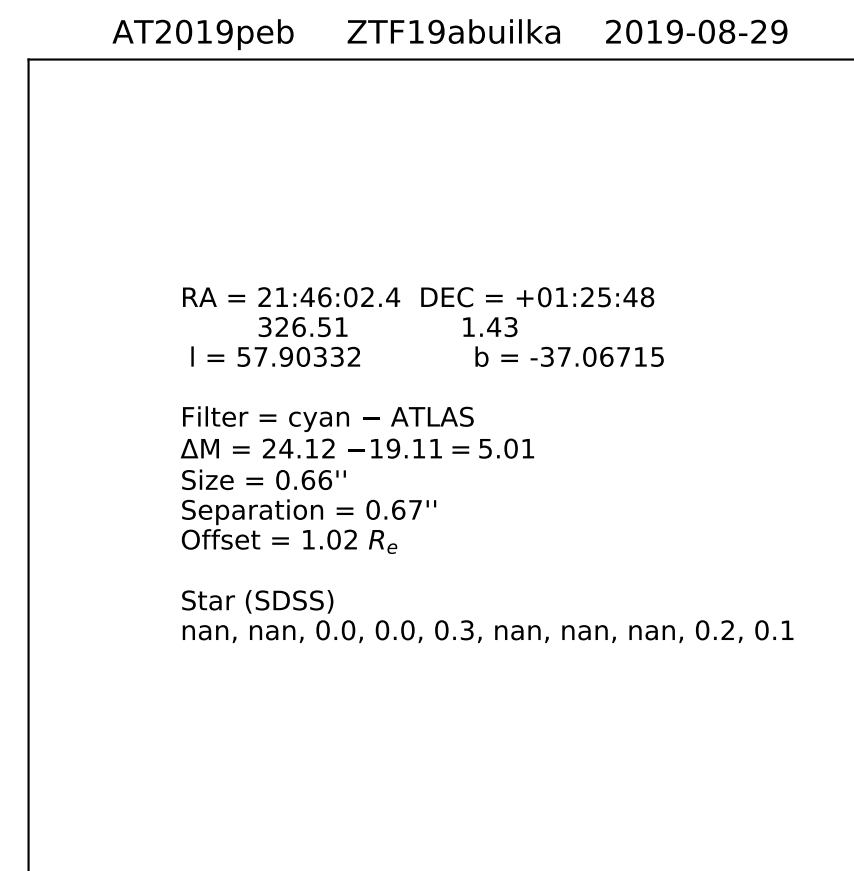 AT2019peb ZTF19abuilka 2019-08-29
RA = 21:46:02.4 DEC = +01:25:48
326.51 1.43
l = 57.90332 b = -37.06715
Filter = cyan − ATLAS
ΔM = 24.12 −19.11 = 5.01
Size = 0.66''
Separation = 0.67''
Offset = 1.02 Rₑ
Star (SDSS)
nan, nan, 0.0, 0.0, 0.3, nan, nan, nan, 0.2, 0.1